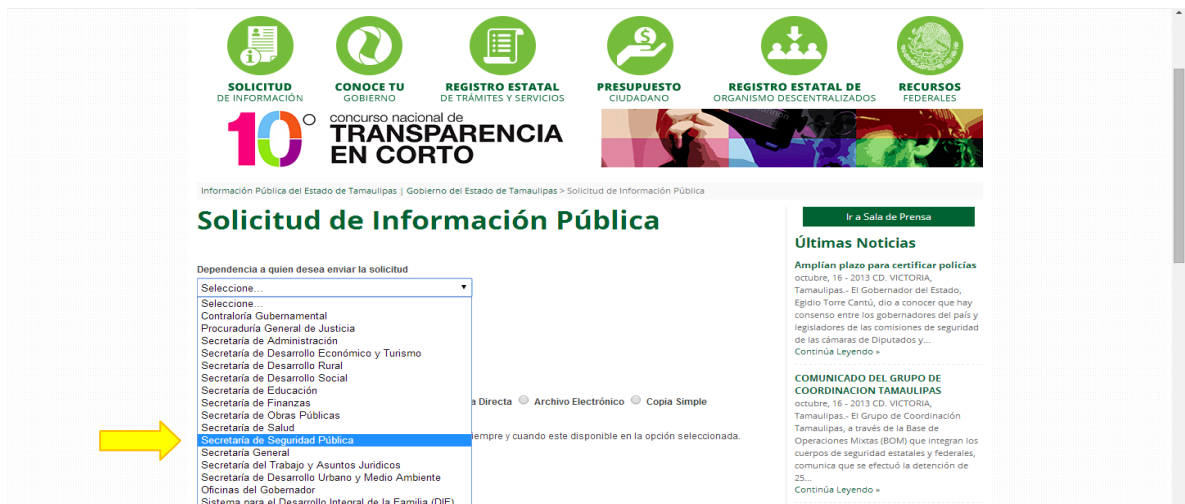 SOLICITUD
DE INFORMACIÓN
CONOCE TU
GOBIERNO
REGISTRO ESTATAL
DE TRÁMITES Y SERVICIOS
PRESUPUESTO
CIUDADANO
REGISTRO ESTATAL DE
ORGANISMO DESCENTRALIZADOS
RECURSOS
FEDERALES
10°
concurso nacional de
TRANSPARENCIA
EN CORTO
Información Pública del Estado de Tamaulipas | Gobierno del Estado de Tamaulipas > Solicitud de Información Pública
Solicitud de Información Pública
Dependencia a quien desea enviar la solicitud
Seleccione...
Seleccione...
Contraloría Gubernamental
Procuraduría General de Justicia
Secretaría de Administración
Secretaría de Desarrollo Económico y Turismo
Secretaría de Desarrollo Rural
Secretaría de Desarrollo Social
Secretaría de Educación
Secretaría de Finanzas
Secretaría de Obras Públicas
Secretaría de Salud
Secretaría de Seguridad Pública
Secretaría General
Secretaría del Trabajo y Asuntos Juridicos
Secretaría de Desarrollo Urbano y Medio Ambiente
Oficinas del Gobernador
Sistema para el Desarrollo Integral de la Familia (DIF)
a Directa Archivo Electrónico Copia Simple
iempre y cuando este disponible en la opción seleccionada.
Ir a Sala de Prensa
Últimas Noticias
Amplían plazo para certificar policías
octubre, 16 - 2013 CD. VICTORIA,
Tamaulipas.- El Gobernador del Estado,
Egidio Torre Cantú, dio a conocer que hay
consenso entre los gobernadores del país y
legisladores de las comisiones de seguridad
de las cámaras de Diputados y...
Continúa Leyendo »
COMUNICADO DEL GRUPO DE
COORDINACION TAMAULIPAS
octubre, 16 - 2013 CD. VICTORIA,
Tamaulipas.- El Grupo de Coordinación
Tamaulipas, a través de la Base de
Operaciones Mixtas (BOM) que integran los
cuerpos de seguridad estatales y federales,
comunica que se efectuó la detención de
25...
Continúa Leyendo »